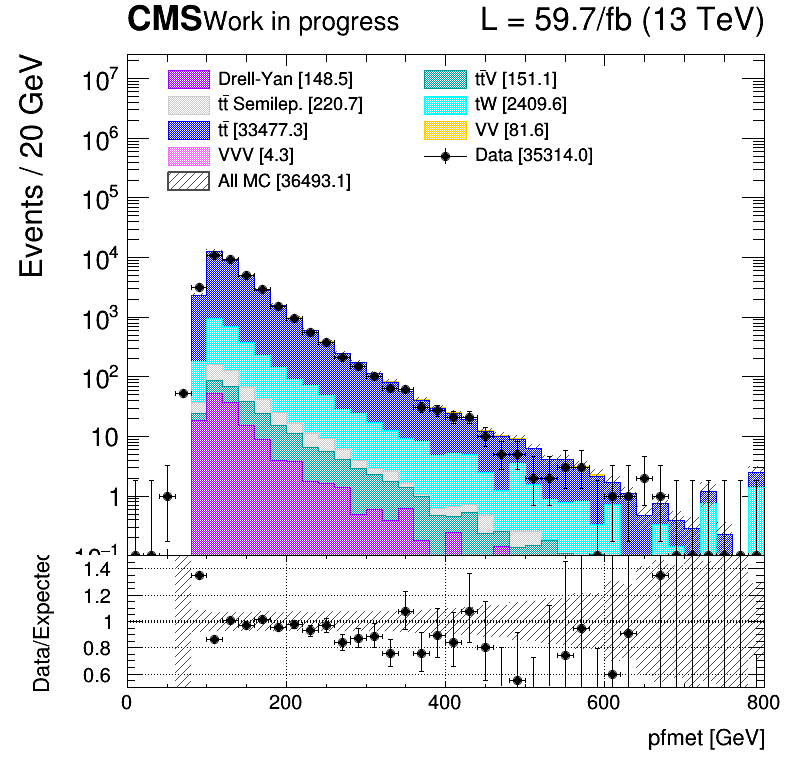 CMS Work in progress L = 59.7/fb (13 TeV)
Events / 20 GeV
10⁷
10⁶
10⁵
10⁴
10³
10²
10
1
10⁻¹
Drell-Yan [148.5]
tt̄ Semilep. [220.7]
tt̄ [33477.3]
VVV [4.3]
All MC [36493.1]
tt̄V [151.1]
tW [2409.6]
VV [81.6]
Data [35314.0]
Data/Expected
1.4
1.2
1
0.8
0.6
0 200 400 600 800
pfmet [GeV]